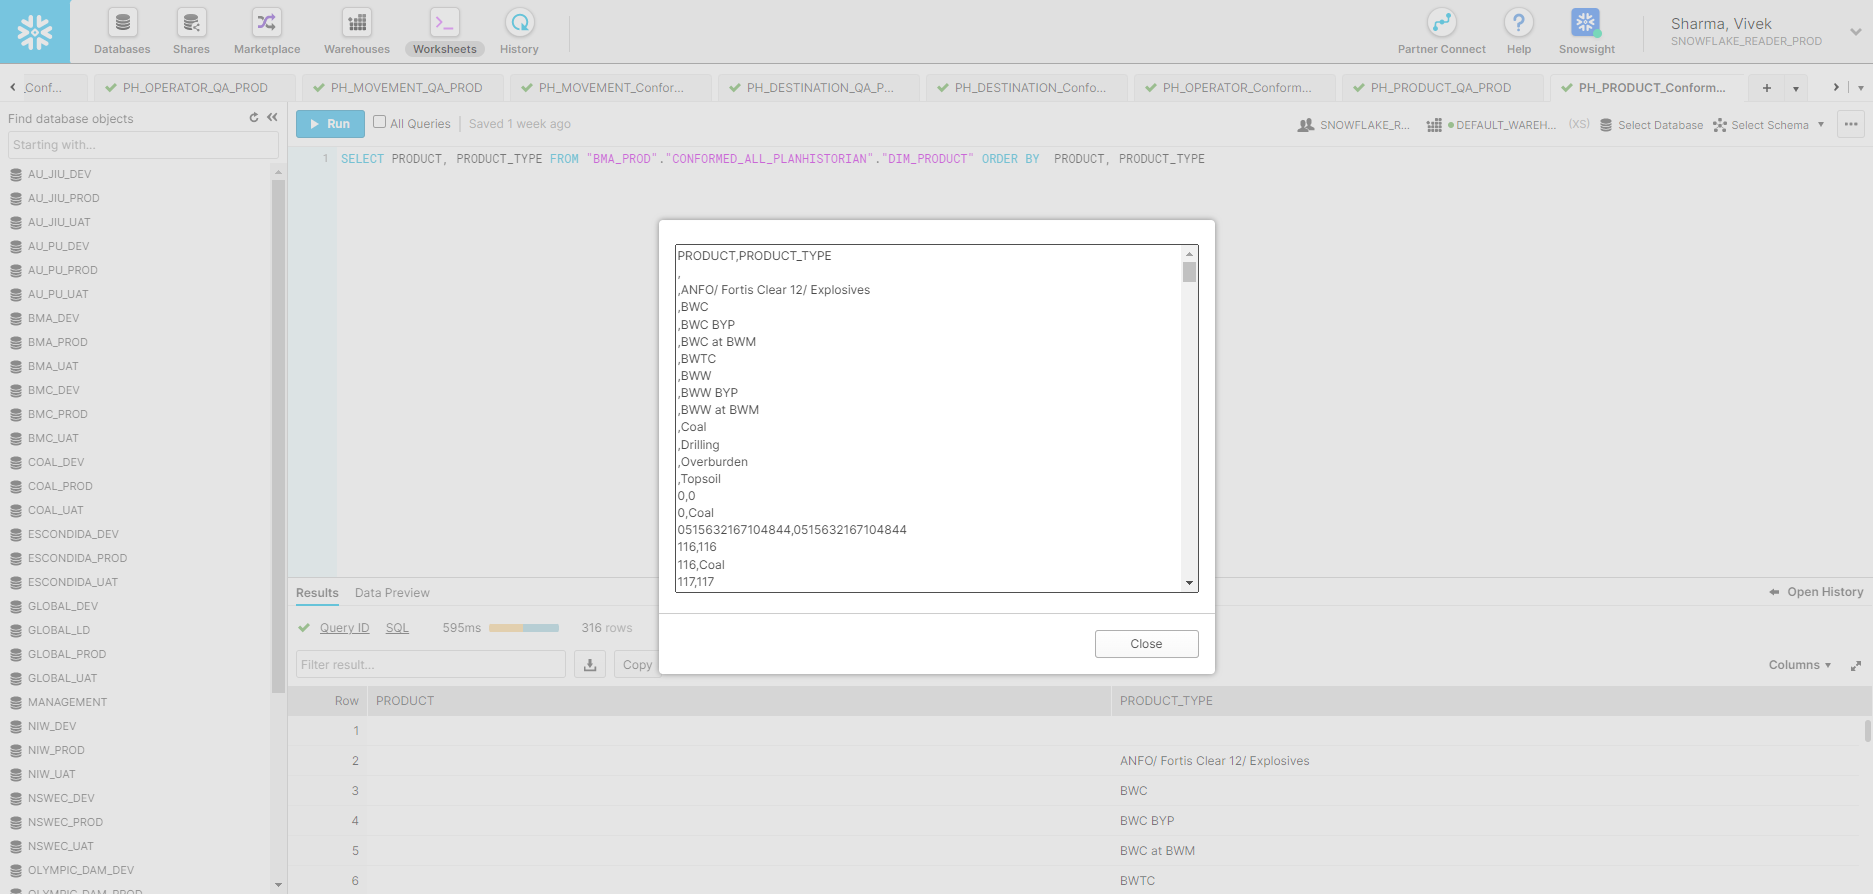 Databases
Shares
Marketplace
Warehouses
Worksheets
History
Partner Connect
Help
Snowsight
Sharma, Vivek
SNOWFLAKE_READER_PROD
_Conf...
PH_OPERATOR_QA_PROD
PH_MOVEMENT_QA_PROD
PH_MOVEMENT_Confor...
PH_DESTINATION_QA_P...
PH_DESTINATION_Confo...
PH_OPERATOR_Conform...
PH_PRODUCT_QA_PROD
PH_PRODUCT_Conform...
Find database objects
Starting with...
AU_JIU_DEV
AU_JIU_PROD
AU_JIU_UAT
AU_PU_DEV
AU_PU_PROD
AU_PU_UAT
BMA_DEV
BMA_PROD
BMA_UAT
BMC_DEV
BMC_PROD
BMC_UAT
COAL_DEV
COAL_PROD
COAL_UAT
ESCONDIDA_DEV
ESCONDIDA_PROD
ESCONDIDA_UAT
GLOBAL_DEV
GLOBAL_LD
GLOBAL_PROD
GLOBAL_UAT
MANAGEMENT
NIW_DEV
NIW_PROD
NIW_UAT
NSWEC_DEV
NSWEC_PROD
NSWEC_UAT
OLYMPIC_DAM_DEV
OLYMPIC_DAM_PROD
Run
All Queries
Saved 1 week ago
SNOWFLAKE_R...
DEFAULT_WAREH...
(XS)
Select Database
Select Schema
1 SELECT PRODUCT, PRODUCT_TYPE FROM "BMA_PROD"."CONFORMED_ALL_PLANHISTORIAN"."DIM_PRODUCT" ORDER BY PRODUCT, PRODUCT_TYPE
PRODUCT,PRODUCT_TYPE
,
,ANFO/ Fortis Clear 12/ Explosives
,BWC
,BWC BYP
,BWC at BWM
,BWTC
,BWW
,BWW BYP
,BWW at BWM
,Coal
,Drilling
,Overburden
,Topsoil
0,0
0,Coal
0515632167104844,0515632167104844
116,116
116,Coal
117,117
Close
Results
Data Preview
Open History
Query ID
SQL
595ms
316 rows
Filter result...
Copy
Columns
Row PRODUCT PRODUCT_TYPE
1
2 ANFO/ Fortis Clear 12/ Explosives
3 BWC
4 BWC BYP
5 BWC at BWM
6 BWTC